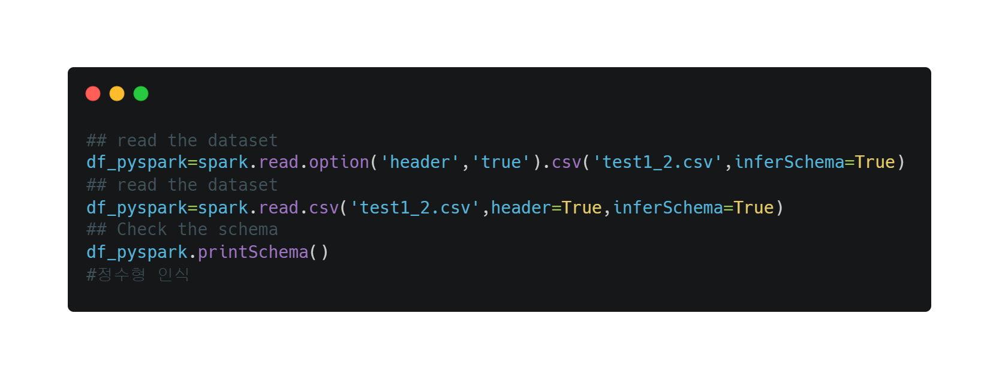 ## read the dataset
df_pyspark=spark.read.option('header','true').csv('test1_2.csv',inferSchema=True)
## read the dataset
df_pyspark=spark.read.csv('test1_2.csv',header=True,inferSchema=True)
## Check the schema
df_pyspark.printSchema()
#정수형 인식